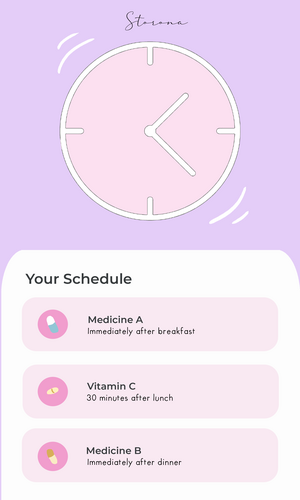 Storona
Your Schedule
Medicine A
Immediately after breakfast
Vitamin C
30 minutes after lunch
Medicine B
Immediately after dinner